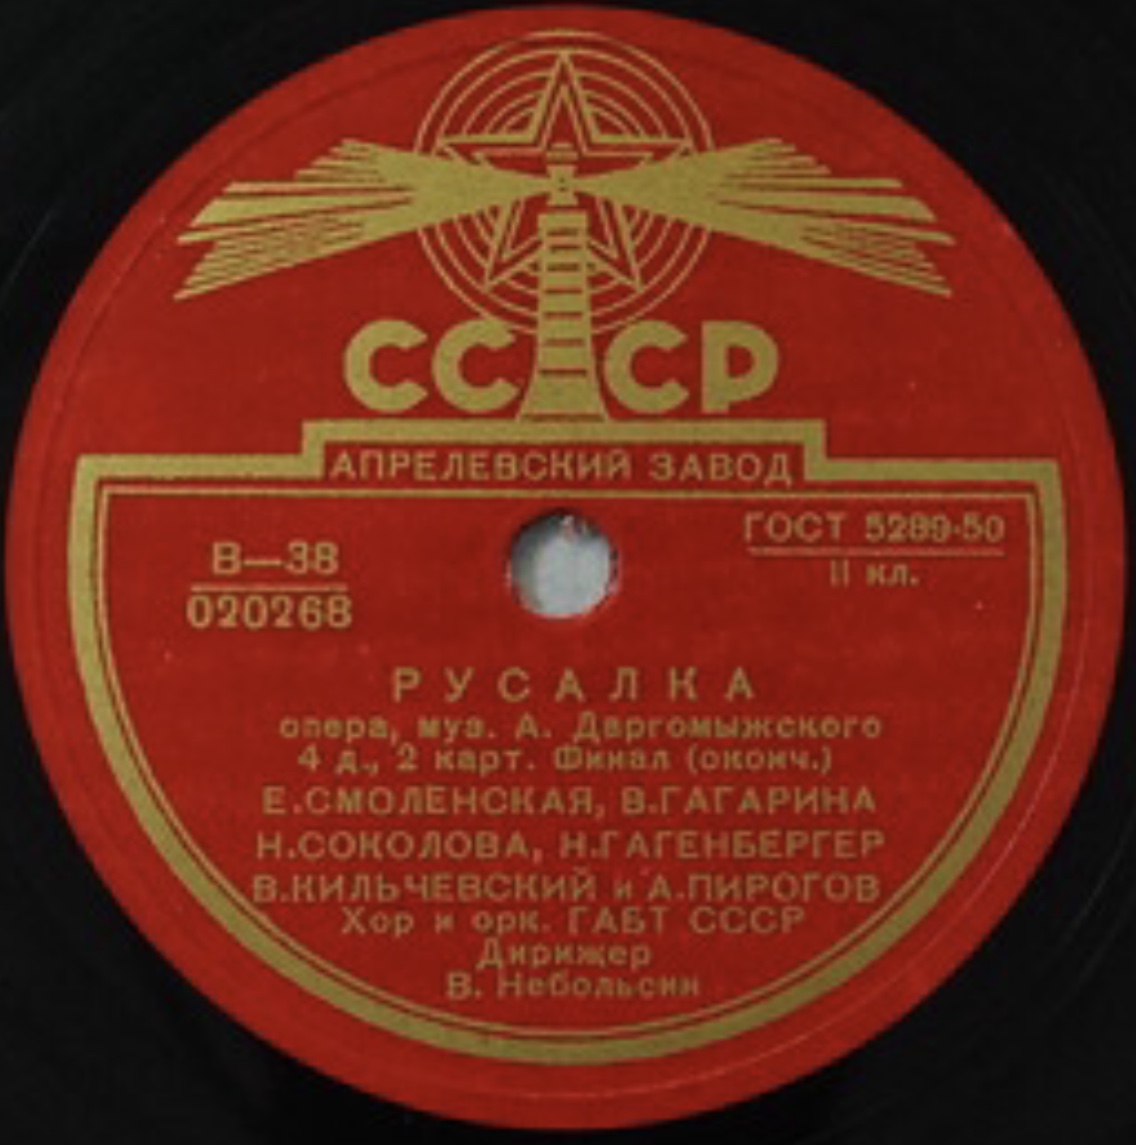 СССР
АПРЕЛЕВСКИЙ ЗАВОД
В—38
020268
ГОСТ 5289-50
II кл.
РУСАЛКА
опера, муз. А. Даргомыжского
4 д., 2 карт. Финал (оконч.)
Е.СМОЛЕНСКАЯ, В.ГАГАРИНА
Н.СОКОЛОВА, Н.ГАГЕНБЕРГЕР
В.КИЛЬЧЕВСКИЙ и А.ПИРОГОВ
Хор и орк. ГАБТ СССР
Дирижер
В. Небольсин